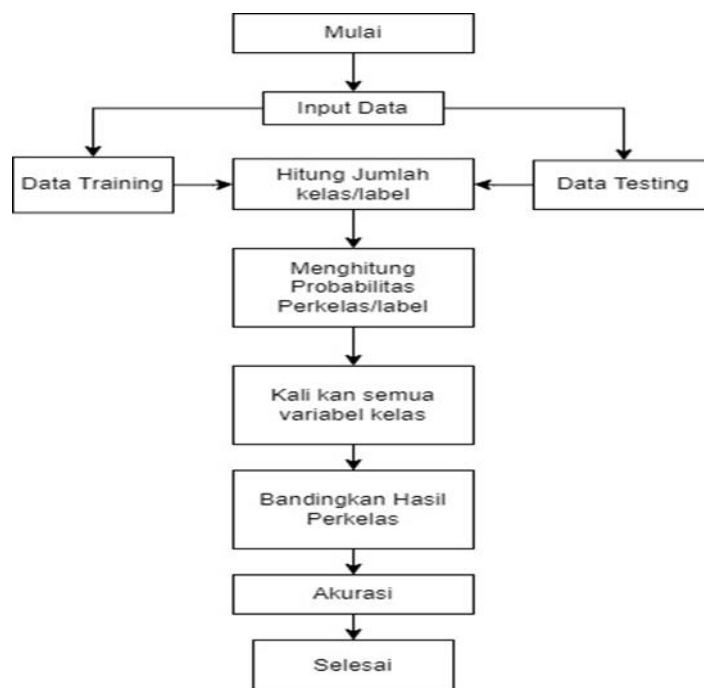 Mulai
Input Data
Data Training
Hitung Jumlah
kelas/label
Data Testing
Menghitung
Probabilitas
Perkelas/label
Kali kan semua
variabel kelas
Bandingkan Hasil
Perkelas
Akurasi
Selesai